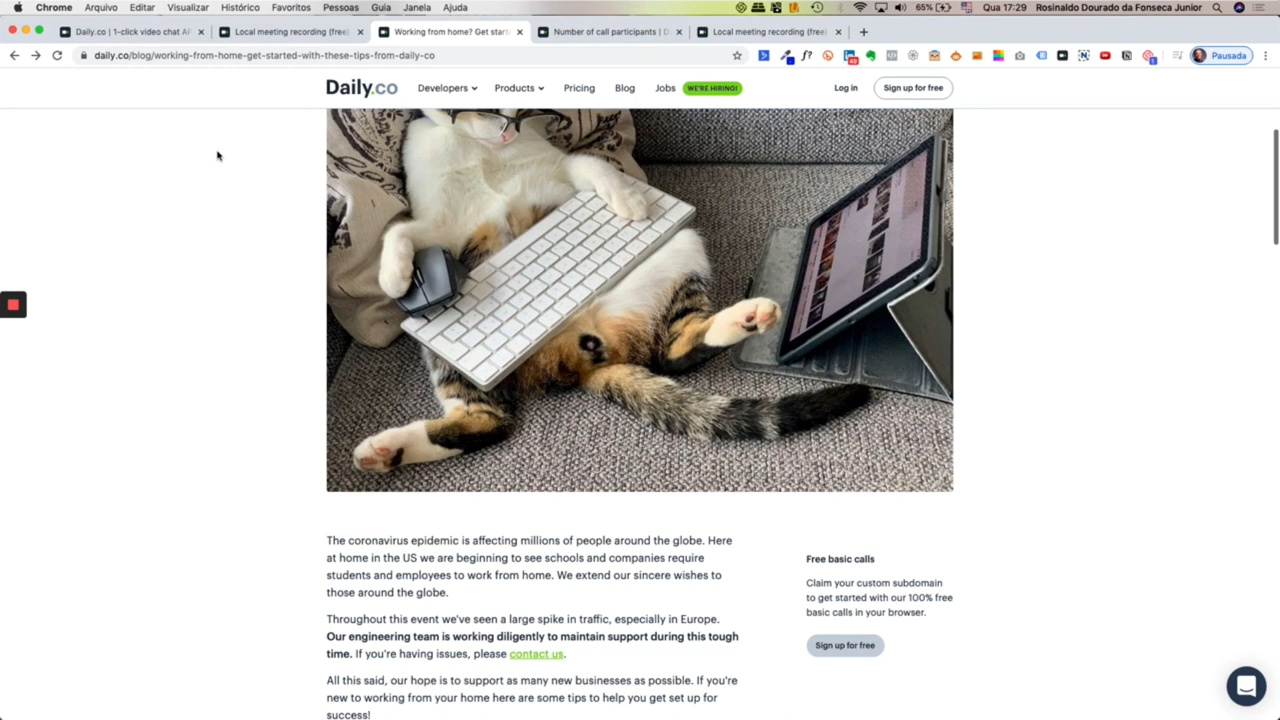 Chrome Arquivo Editar Visualizar Histórico Favoritos Pessoas Guia Janela Ajuda 65% Qua 17:29 Rosinaldo Dourado da Fonseca Junior
Daily.co | 1-click video chat AP Local meeting recording (free) Working from home? Get start Number of call participants | D Local meeting recording (free)
daily.co/blog/working-from-home-get-started-with-these-tips-from-daily-co Pausada
Daily.co Developers Products Pricing Blog Jobs WE'RE HIRING! Log in Sign up for free
The coronavirus epidemic is affecting millions of people around the globe. Here
at home in the US we are beginning to see schools and companies require
students and employees to work from home. We extend our sincere wishes to
those around the globe.
Throughout this event we've seen a large spike in traffic, especially in Europe.
Our engineering team is working diligently to maintain support during this tough
time. If you're having issues, please contact us.
All this said, our hope is to support as many new businesses as possible. If you're
new to working from your home here are some tips to help you get set up for
success!
Free basic calls
Claim your custom subdomain
to get started with our 100% free
basic calls in your browser.
Sign up for free